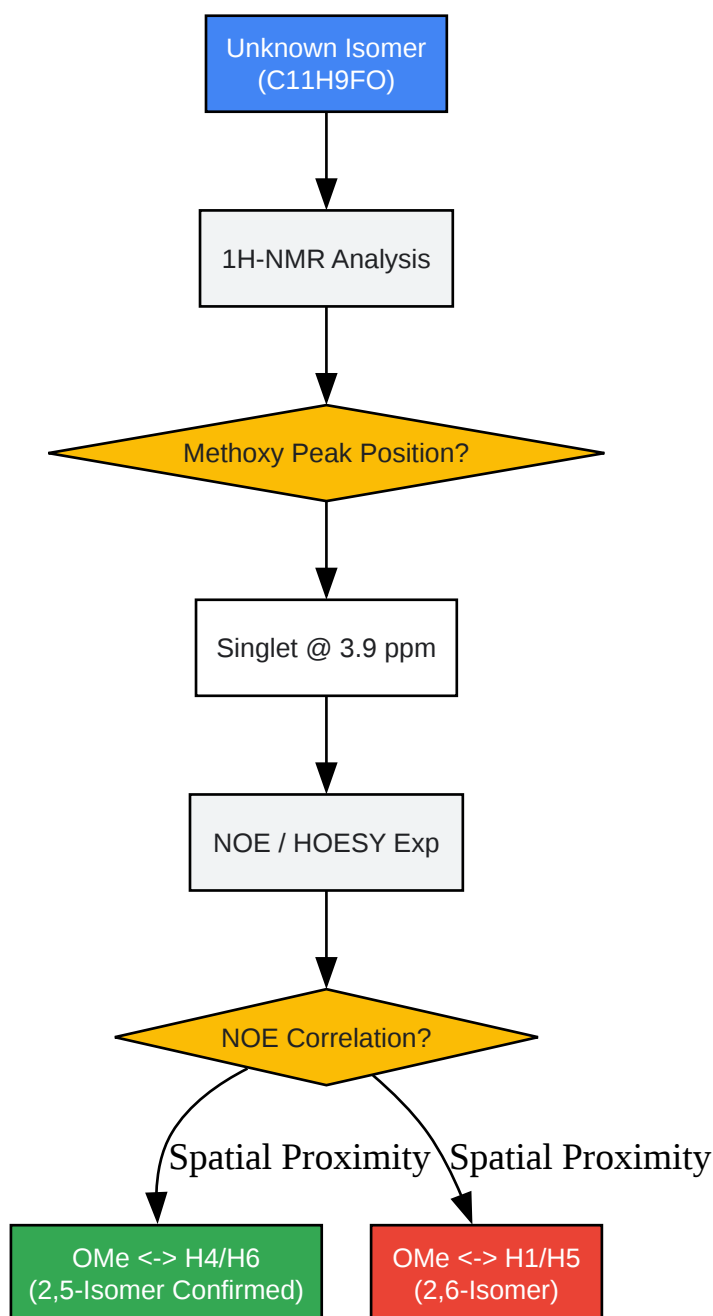 Unknown Isomer
(C11H9FO)
1H-NMR Analysis
Methoxy Peak Position?
Singlet @ 3.9 ppm
NOE / HOESY Exp
NOE Correlation?
Spatial Proximity
Spatial Proximity
OMe <-> H4/H6
(2,5-Isomer Confirmed)
OMe <-> H1/H5
(2,6-Isomer)